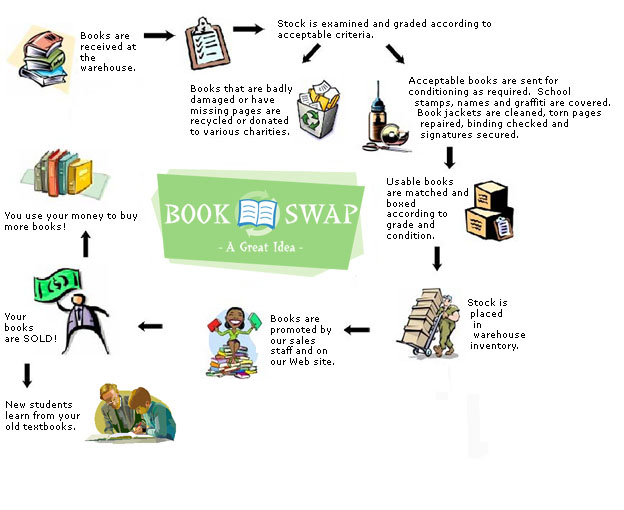 Books are
received at
the
warehouse.
Stock is examined and graded according to
acceptable criteria.
Books that are badly
damaged or have
missing pages are
recycled or donated
to various charities.
Acceptable books are sent for
conditioning as required. School
stamps, names and graffiti are covered.
Book jackets are cleaned, torn pages
repaired, binding checked and
signatures secured.
Usable books
are matched and
boxed
according to
grade and
condition.
Stock is
placed
in
warehouse
inventory.
Books are
promoted by
our sales
staff and on
our Web site.
Your
books
are SOLD!
You use your money to buy
more books!
New students
learn from your
old textbooks.
BOOK SWAP
- A Great Idea -